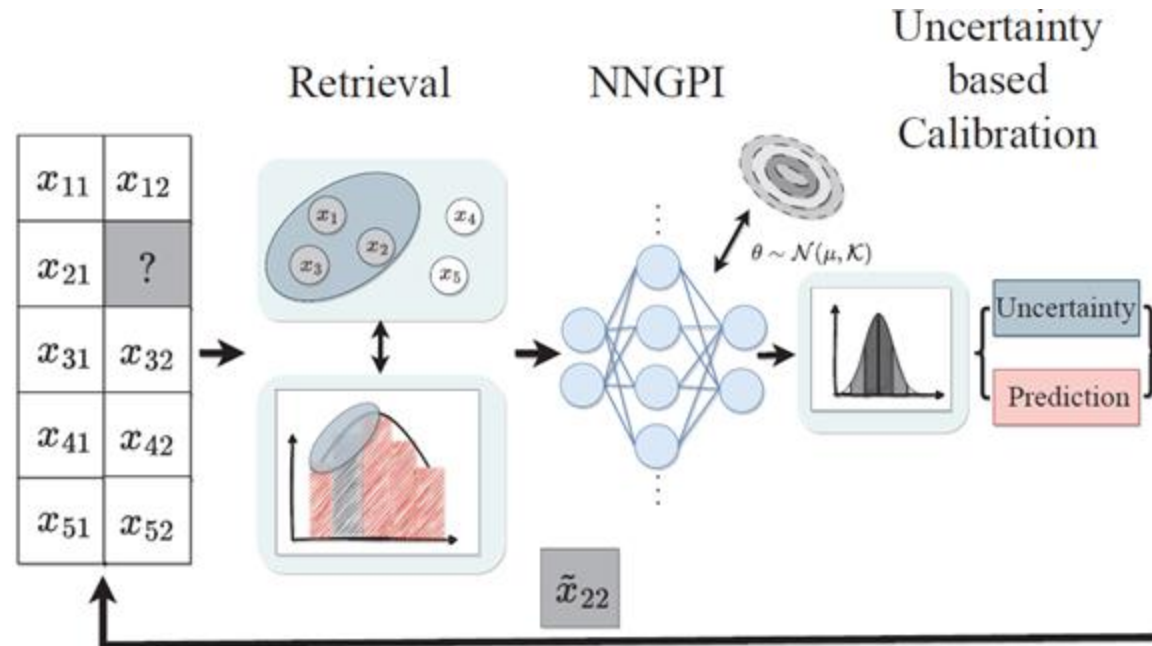 Uncertainty
based
Calibration
Retrieval
NNGPI
x₁₁ x₁₂
x₂₁ ?
x₃₁ x₃₂
x₄₁ x₄₂
x₅₁ x₅₂
x₁
x₂
x₃
x₄
x₅
θ ~ 𝒩(μ, 𝒦)
Uncertainty
Prediction
x̃₂₂